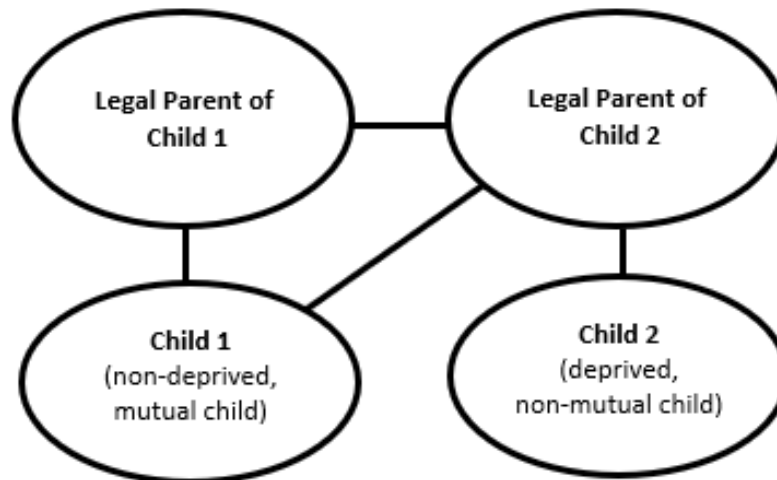 Legal Parent of
Child 1
Legal Parent of
Child 2
Child 1
(non-deprived,
mutual child)
Child 2
(deprived,
non-mutual child)